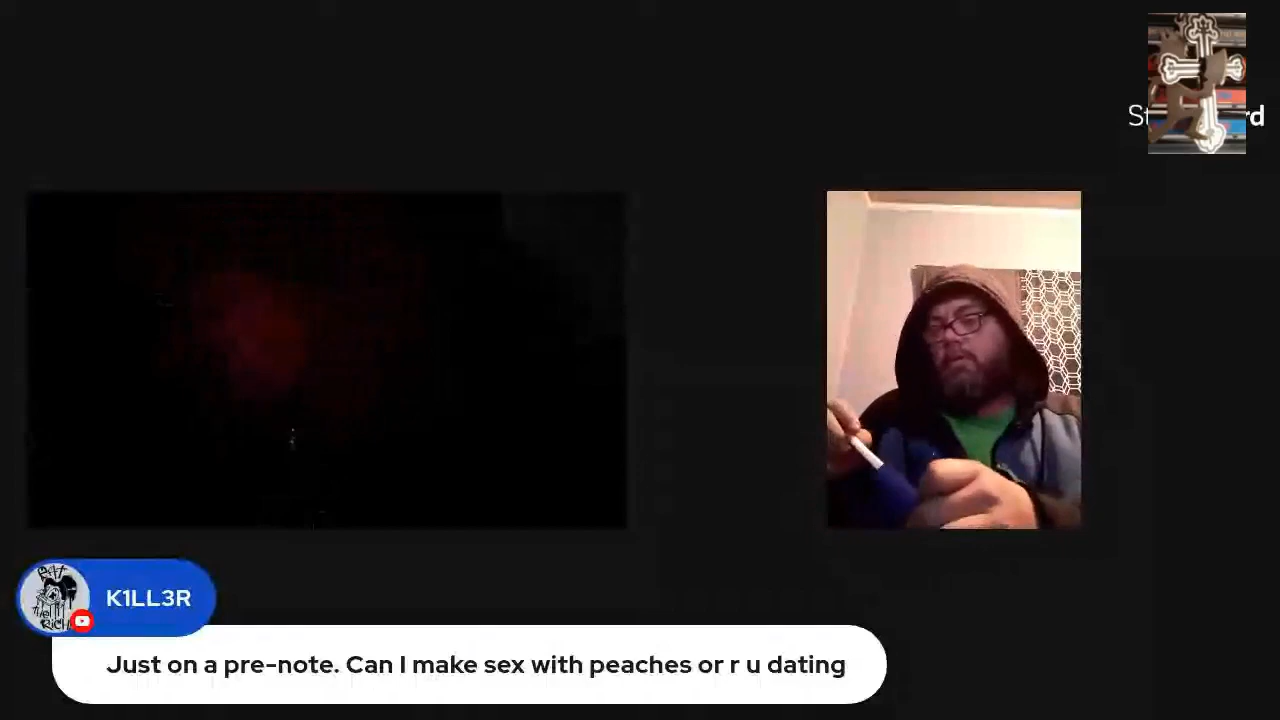 K1LL3R
Just on a pre-note. Can I make sex with peaches or r u dating